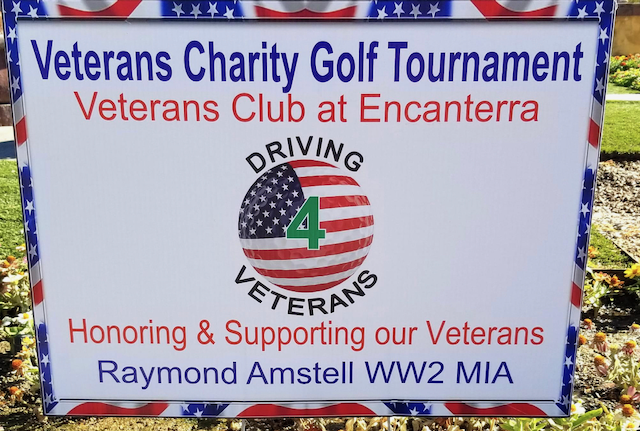 Veterans Charity Golf Tournament
Veterans Club at Encanterra
DRIVING
4
VETERANS
Honoring & Supporting our Veterans
Raymond Amstell WW2 MIA